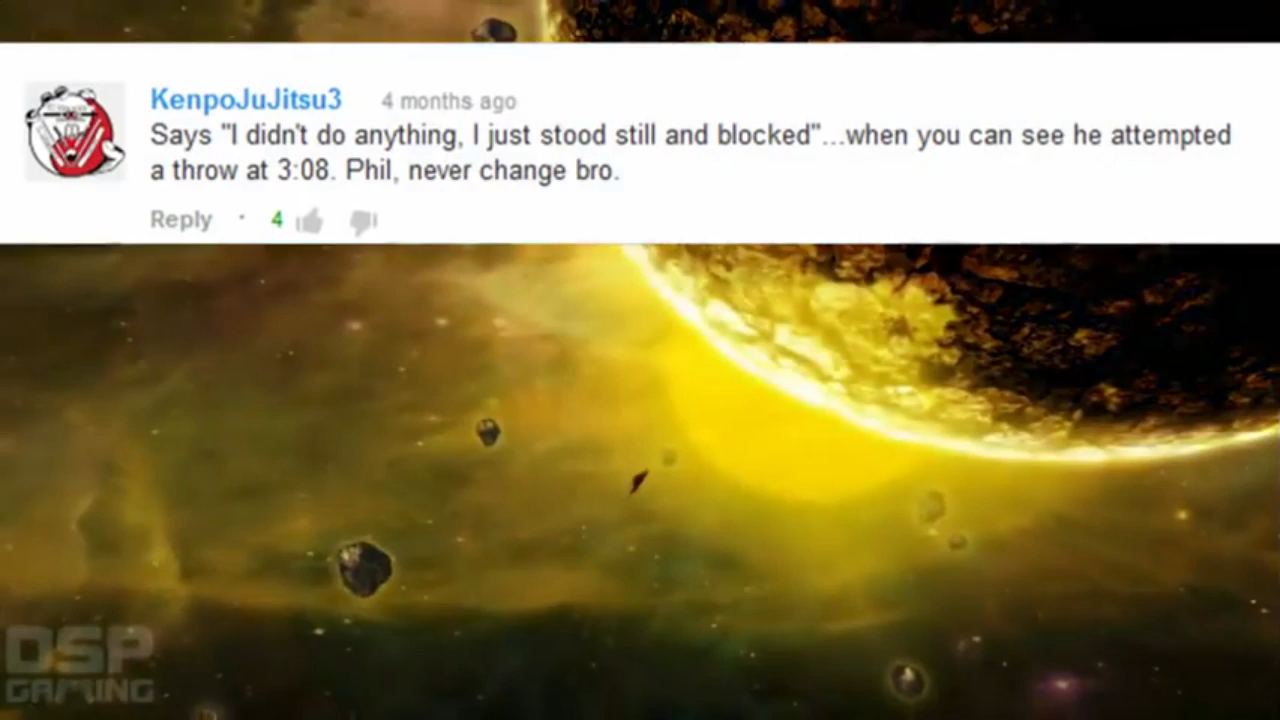 KenpoJuJitsu3 4 months ago
Says "I didn't do anything, I just stood still and blocked"...when you can see he attempted
a throw at 3:08. Phil, never change bro.
Reply · 4
DSP
GAMING